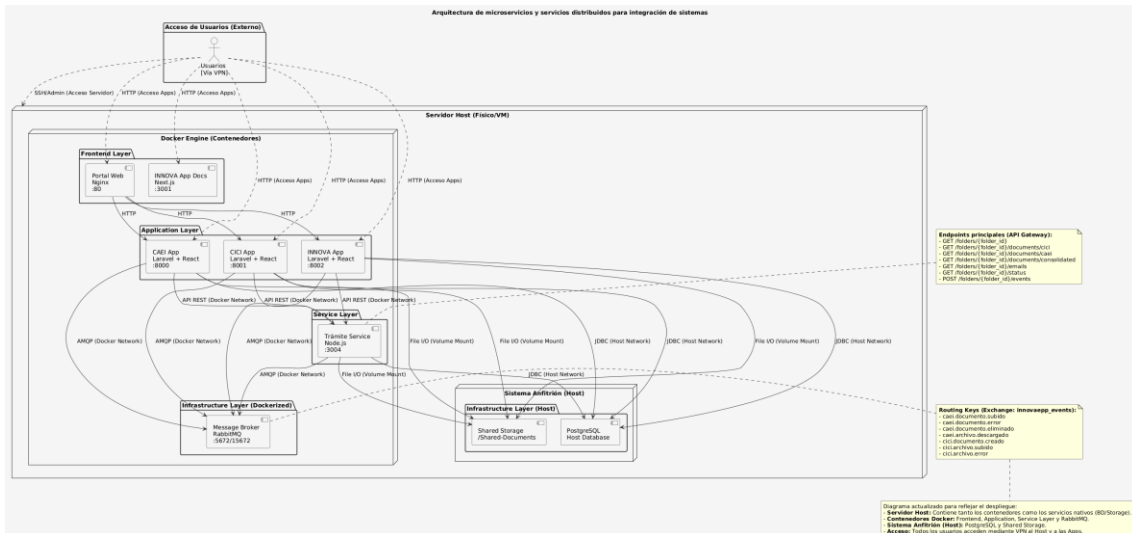 Arquitectura de microservicios y servicios distribuidos para integración de sistemas
Acceso de Usuarios (Externo)
Usuarios
[Vía VPN]
SSH/Admin (Acceso Servidor)
HTTP (Acceso Apps)
HTTP (Acceso Apps)
Servidor Host (Físico/VM)
Docker Engine (Contenedores)
Frontend Layer
Portal Web
Nginx
:80
INNOVA App Docs
Next.js
:3001
HTTP (Acceso Apps)
HTTP (Acceso Apps)
HTTP (Acceso Apps)
HTTP
HTTP
HTTP
Application Layer
CAEI App
Laravel + React
:8000
CICI App
Laravel + React
:8001
INNOVA App
Laravel + React
:8002
Endpoints principales (API Gateway):
- GET /folders/{folder_id}
- GET /folders/{folder_id}/documents/cici
- GET /folders/{folder_id}/documents/caei
- GET /folders/{folder_id}/documents/consolidated
- GET /folders/{folder_id}/emails
- GET /folders/{folder_id}/status
- POST /folders/{folder_id}/events
API REST (Docker Network)
API REST (Docker Network)
API REST (Docker Network)
Service Layer
Trámite Service
Node.js
:3004
AMQP (Docker Network)
AMQP (Docker Network)
AMQP (Docker Network)
File I/O (Volume Mount)
File I/O (Volume Mount)
JDBC (Host Network)
JDBC (Host Network)
File I/O (Volume Mount)
JDBC (Host Network)
AMQP (Docker Network)
File I/O (Volume Mount)
JDBC (Host Network)
Sistema Anfitrión (Host)
Infrastructure Layer (Dockerized)
Message Broker
RabbitMQ
:5672/15672
Infrastructure Layer (Host)
Shared Storage
/Shared-Documents
PostgreSQL
Host Database
Routing Keys (Exchange: innovaepp_events):
- caei.documento.subido
- caei.documento.error
- caei.documento.eliminado
- caei.archivo.descargado
- cici.documento.creado
- cici.archivo.subido
- cici.archivo.error
Diagrama actualizado para reflejar el despliegue:
- Servidor Host: Contiene tanto los contenedores como los servicios nativos (BD/Storage).
- Contenedores Docker: Frontend, Application, Service Layer y RabbitMQ.
- Sistema Anfitrión (Host): PostgreSQL y Shared Storage.
- Acceso: Todos los usuarios acceden mediante VPN al Host y a las Apps.